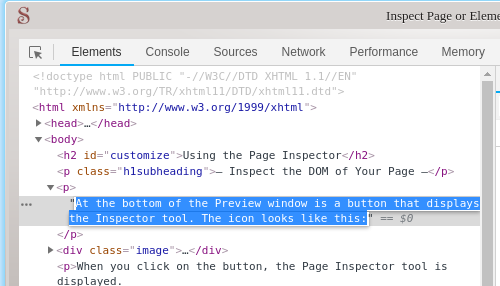 S
Inspect Page or Eleme
Elements Console Sources Network Performance Memory
<!doctype html PUBLIC "-//W3C//DTD XHTML 1.1//EN"
"http://www.w3.org/TR/xhtml11/DTD/xhtml11.dtd">
<html xmlns="http://www.w3.org/1999/xhtml">
<head>…</head>
<body>
<h2 id="customize">Using the Page Inspector</h2>
<p class="h1subheading">— Inspect the DOM of Your Page —</p>
<p>
"At the bottom of the Preview window is a button that displays
the Inspector tool. The icon looks like this:" == $0
</p>
<div class="image">…</div>
<p>When you click on the button, the Page Inspector tool is
displayed.